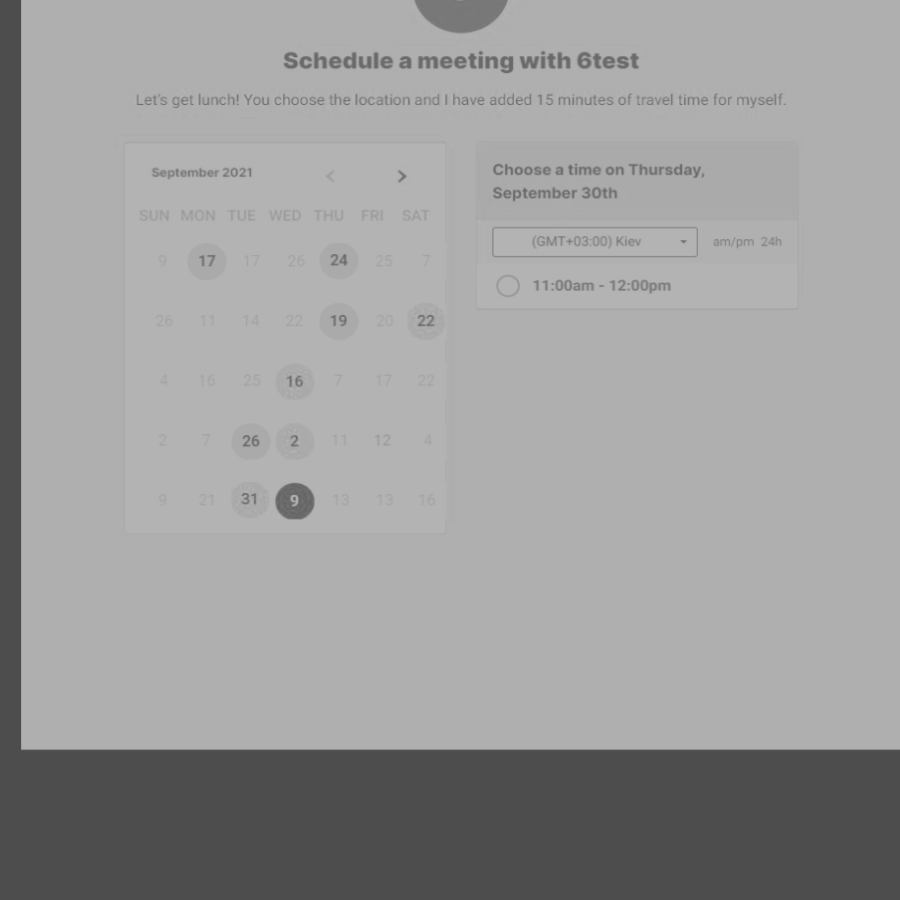 Schedule a meeting with 6test
Let's get lunch! You choose the location and I have added 15 minutes of travel time for myself.
September 2021
SUN MON TUE WED THU FRI SAT
9 17 17 26 24 25 7
26 11 14 22 19 20 22
4 16 25 16 7 17 22
2 7 26 2 11 12 4
9 21 31 9 13 13 16
Choose a time on Thursday,
September 30th
(GMT+03:00) Kiev am/pm 24h
11:00am - 12:00pm